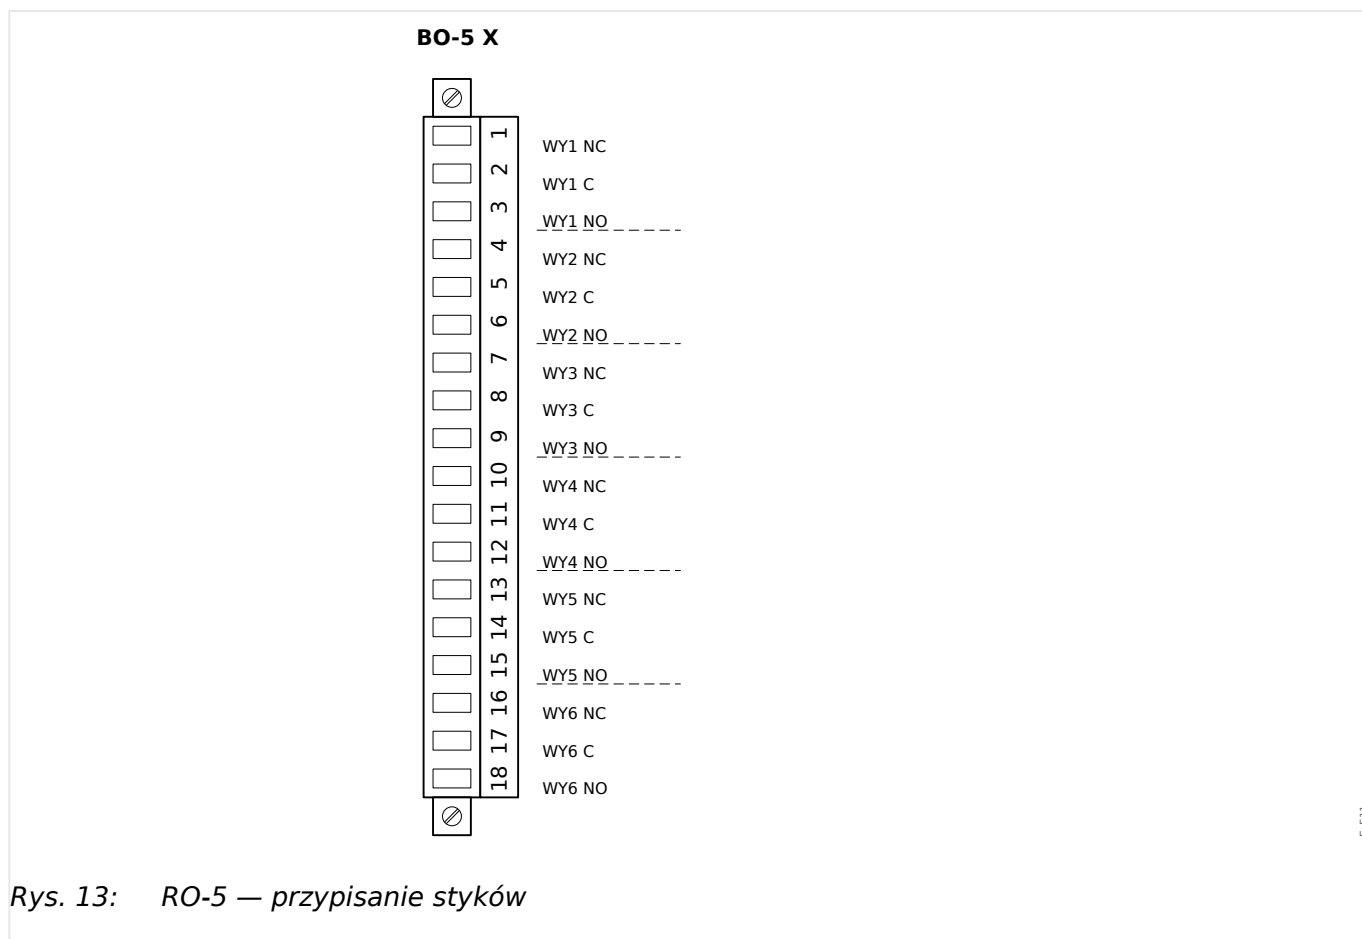 BO-5 X
1 WY1 NC
2 WY1 C
3 WY1 NO
4 WY2 NC
5 WY2 C
6 WY2 NO
7 WY3 NC
8 WY3 C
9 WY3 NO
10 WY4 NC
11 WY4 C
12 WY4 NO
13 WY5 NC
14 WY5 C
15 WY5 NO
16 WY6 NC
17 WY6 C
18 WY6 NO
Rys. 13: RO-5 — przypisanie styków